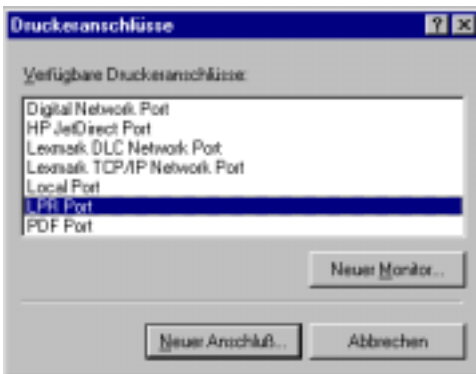 Druckeranschlüsse
Verfügbare Druckeranschlüsse:
Digital Network Port
HP JetDirect Port
Lexmark DLC Network Port
Lexmark TCP/IP Network Port
Local Port
LPR Port
PDF Port
Neuer Monitor...
Neuer Anschluß...
Abbrechen